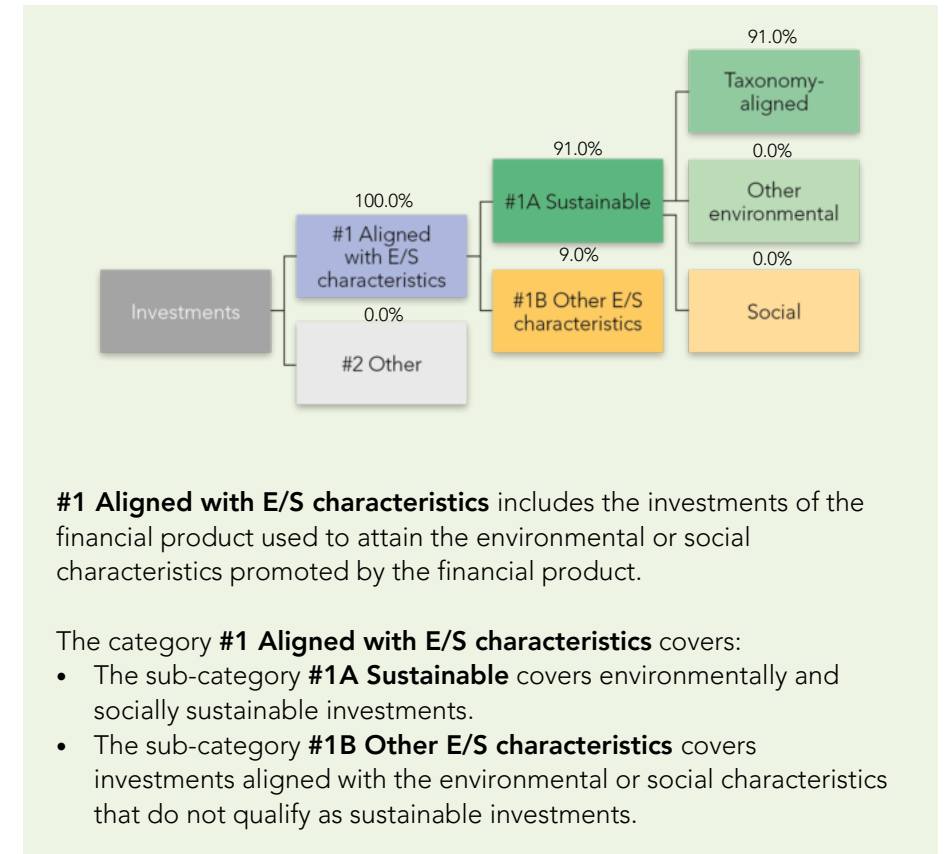 91.0%
Taxonomy-
aligned
91.0%
#1A Sustainable
0.0%
Other
environmental
100.0%
#1 Aligned
with E/S
characteristics
9.0%
#1B Other E/S
characteristics
0.0%
Social
Investments
0.0%
#2 Other
#1 Aligned with E/S characteristics includes the investments of the
financial product used to attain the environmental or social
characteristics promoted by the financial product.
The category #1 Aligned with E/S characteristics covers:
• The sub-category #1A Sustainable covers environmentally and
socially sustainable investments.
• The sub-category #1B Other E/S characteristics covers
investments aligned with the environmental or social characteristics
that do not qualify as sustainable investments.